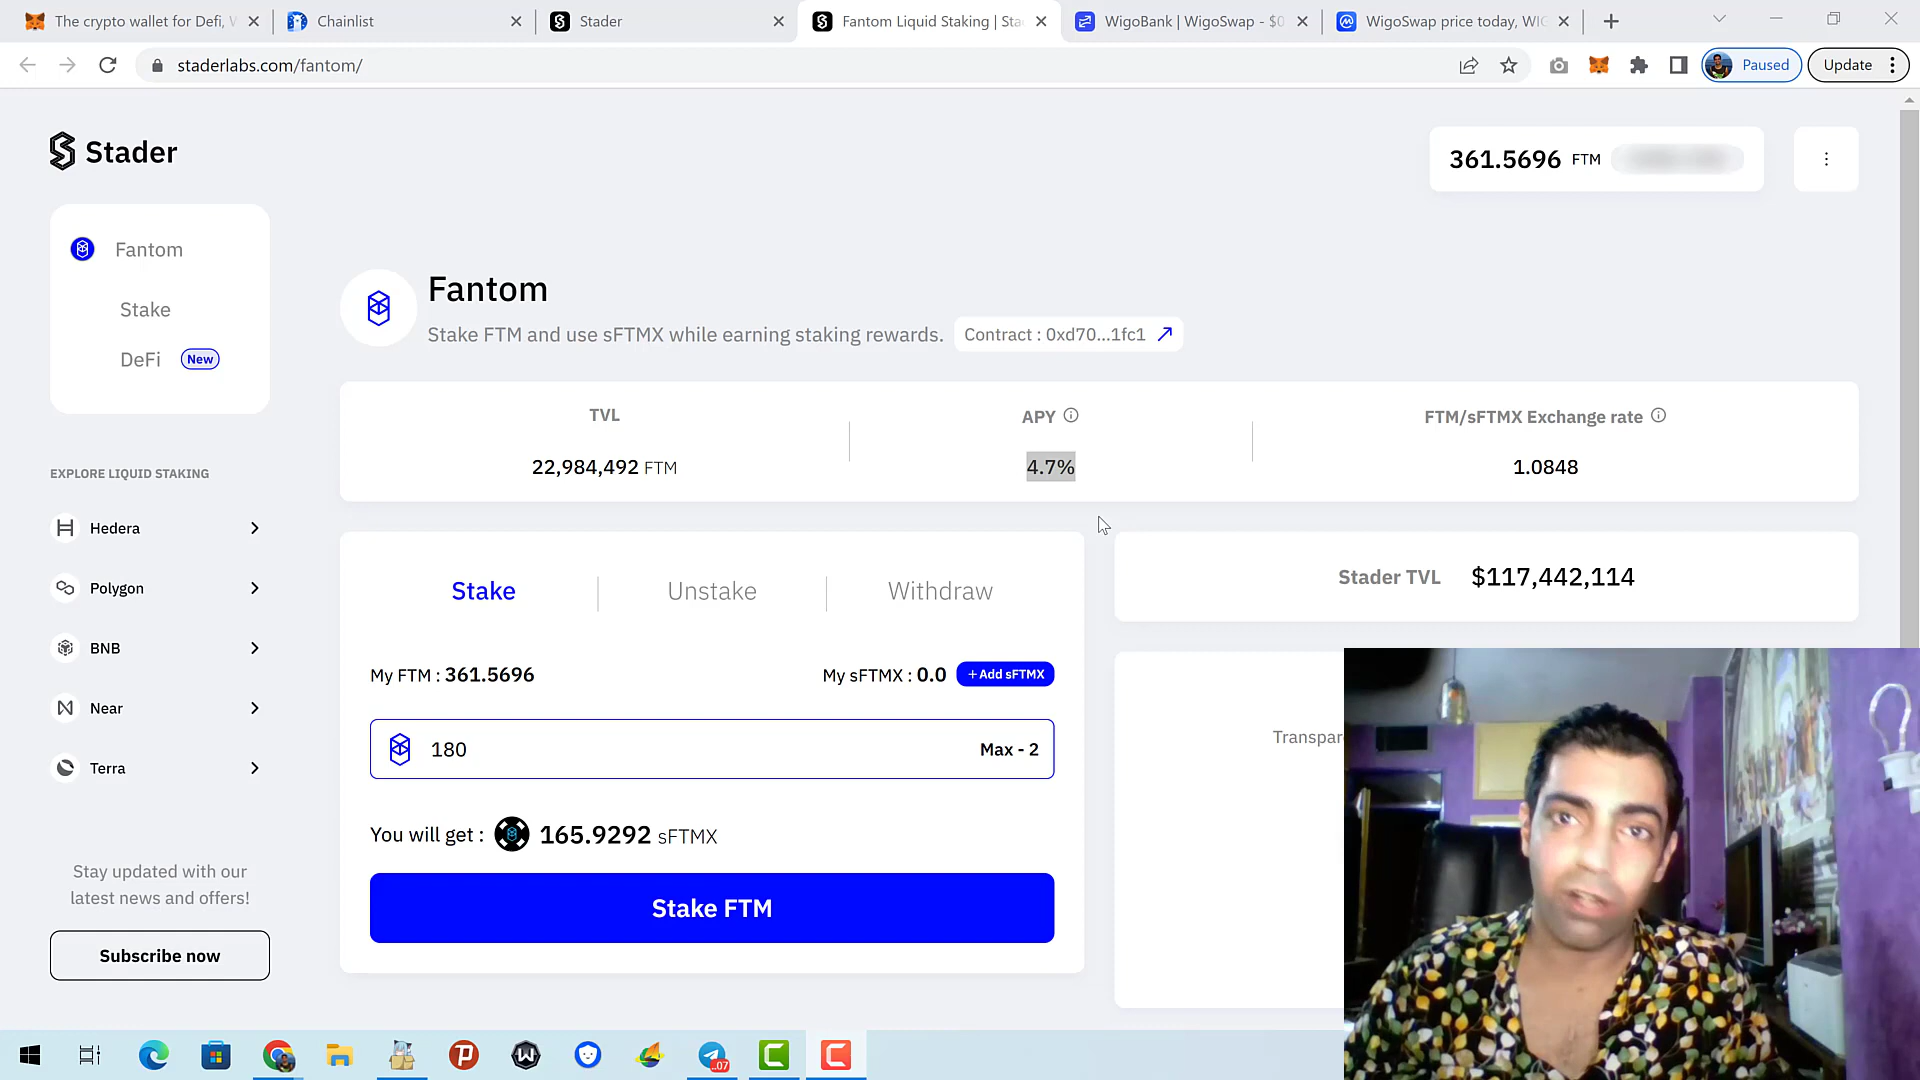 The crypto wallet for Defi, W
Chainlist
Stader
Fantom Liquid Staking | Sta
WigoBank | WigoSwap - $0
WigoSwap price today, WIG
staderlabs.com/fantom/
Paused
Update
Stader
361.5696 FTM
Fantom
Stake
DeFi New
Fantom
Stake FTM and use sFTMX while earning staking rewards.
Contract : 0xd70...1fc1
TVL
22,984,492 FTM
APY
4.7%
FTM/sFTMX Exchange rate
1.0848
EXPLORE LIQUID STAKING
Hedera
Polygon
BNB
Near
Terra
Stake
Unstake
Withdraw
My FTM : 361.5696
My sFTMX : 0.0
+Add sFTMX
180
Max - 2
You will get : 165.9292 sFTMX
Stake FTM
Stader TVL $117,442,114
Transpar
Stay updated with our
latest news and offers!
Subscribe now
..07